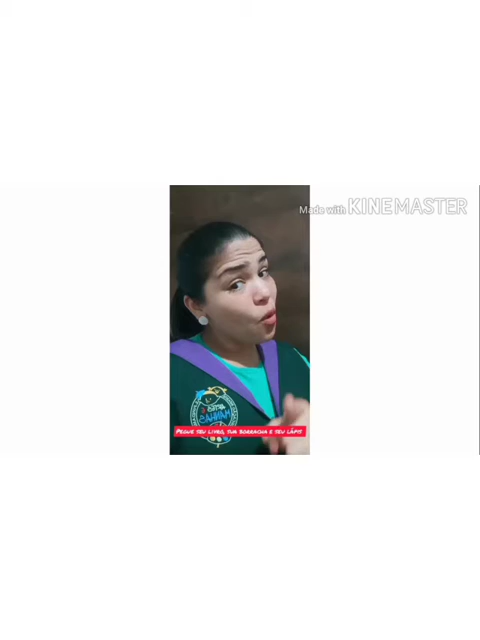 Made with KINEMASTER
PEGUE SEU LIVRO, SUA BORRACHA E SEU LÁPIS